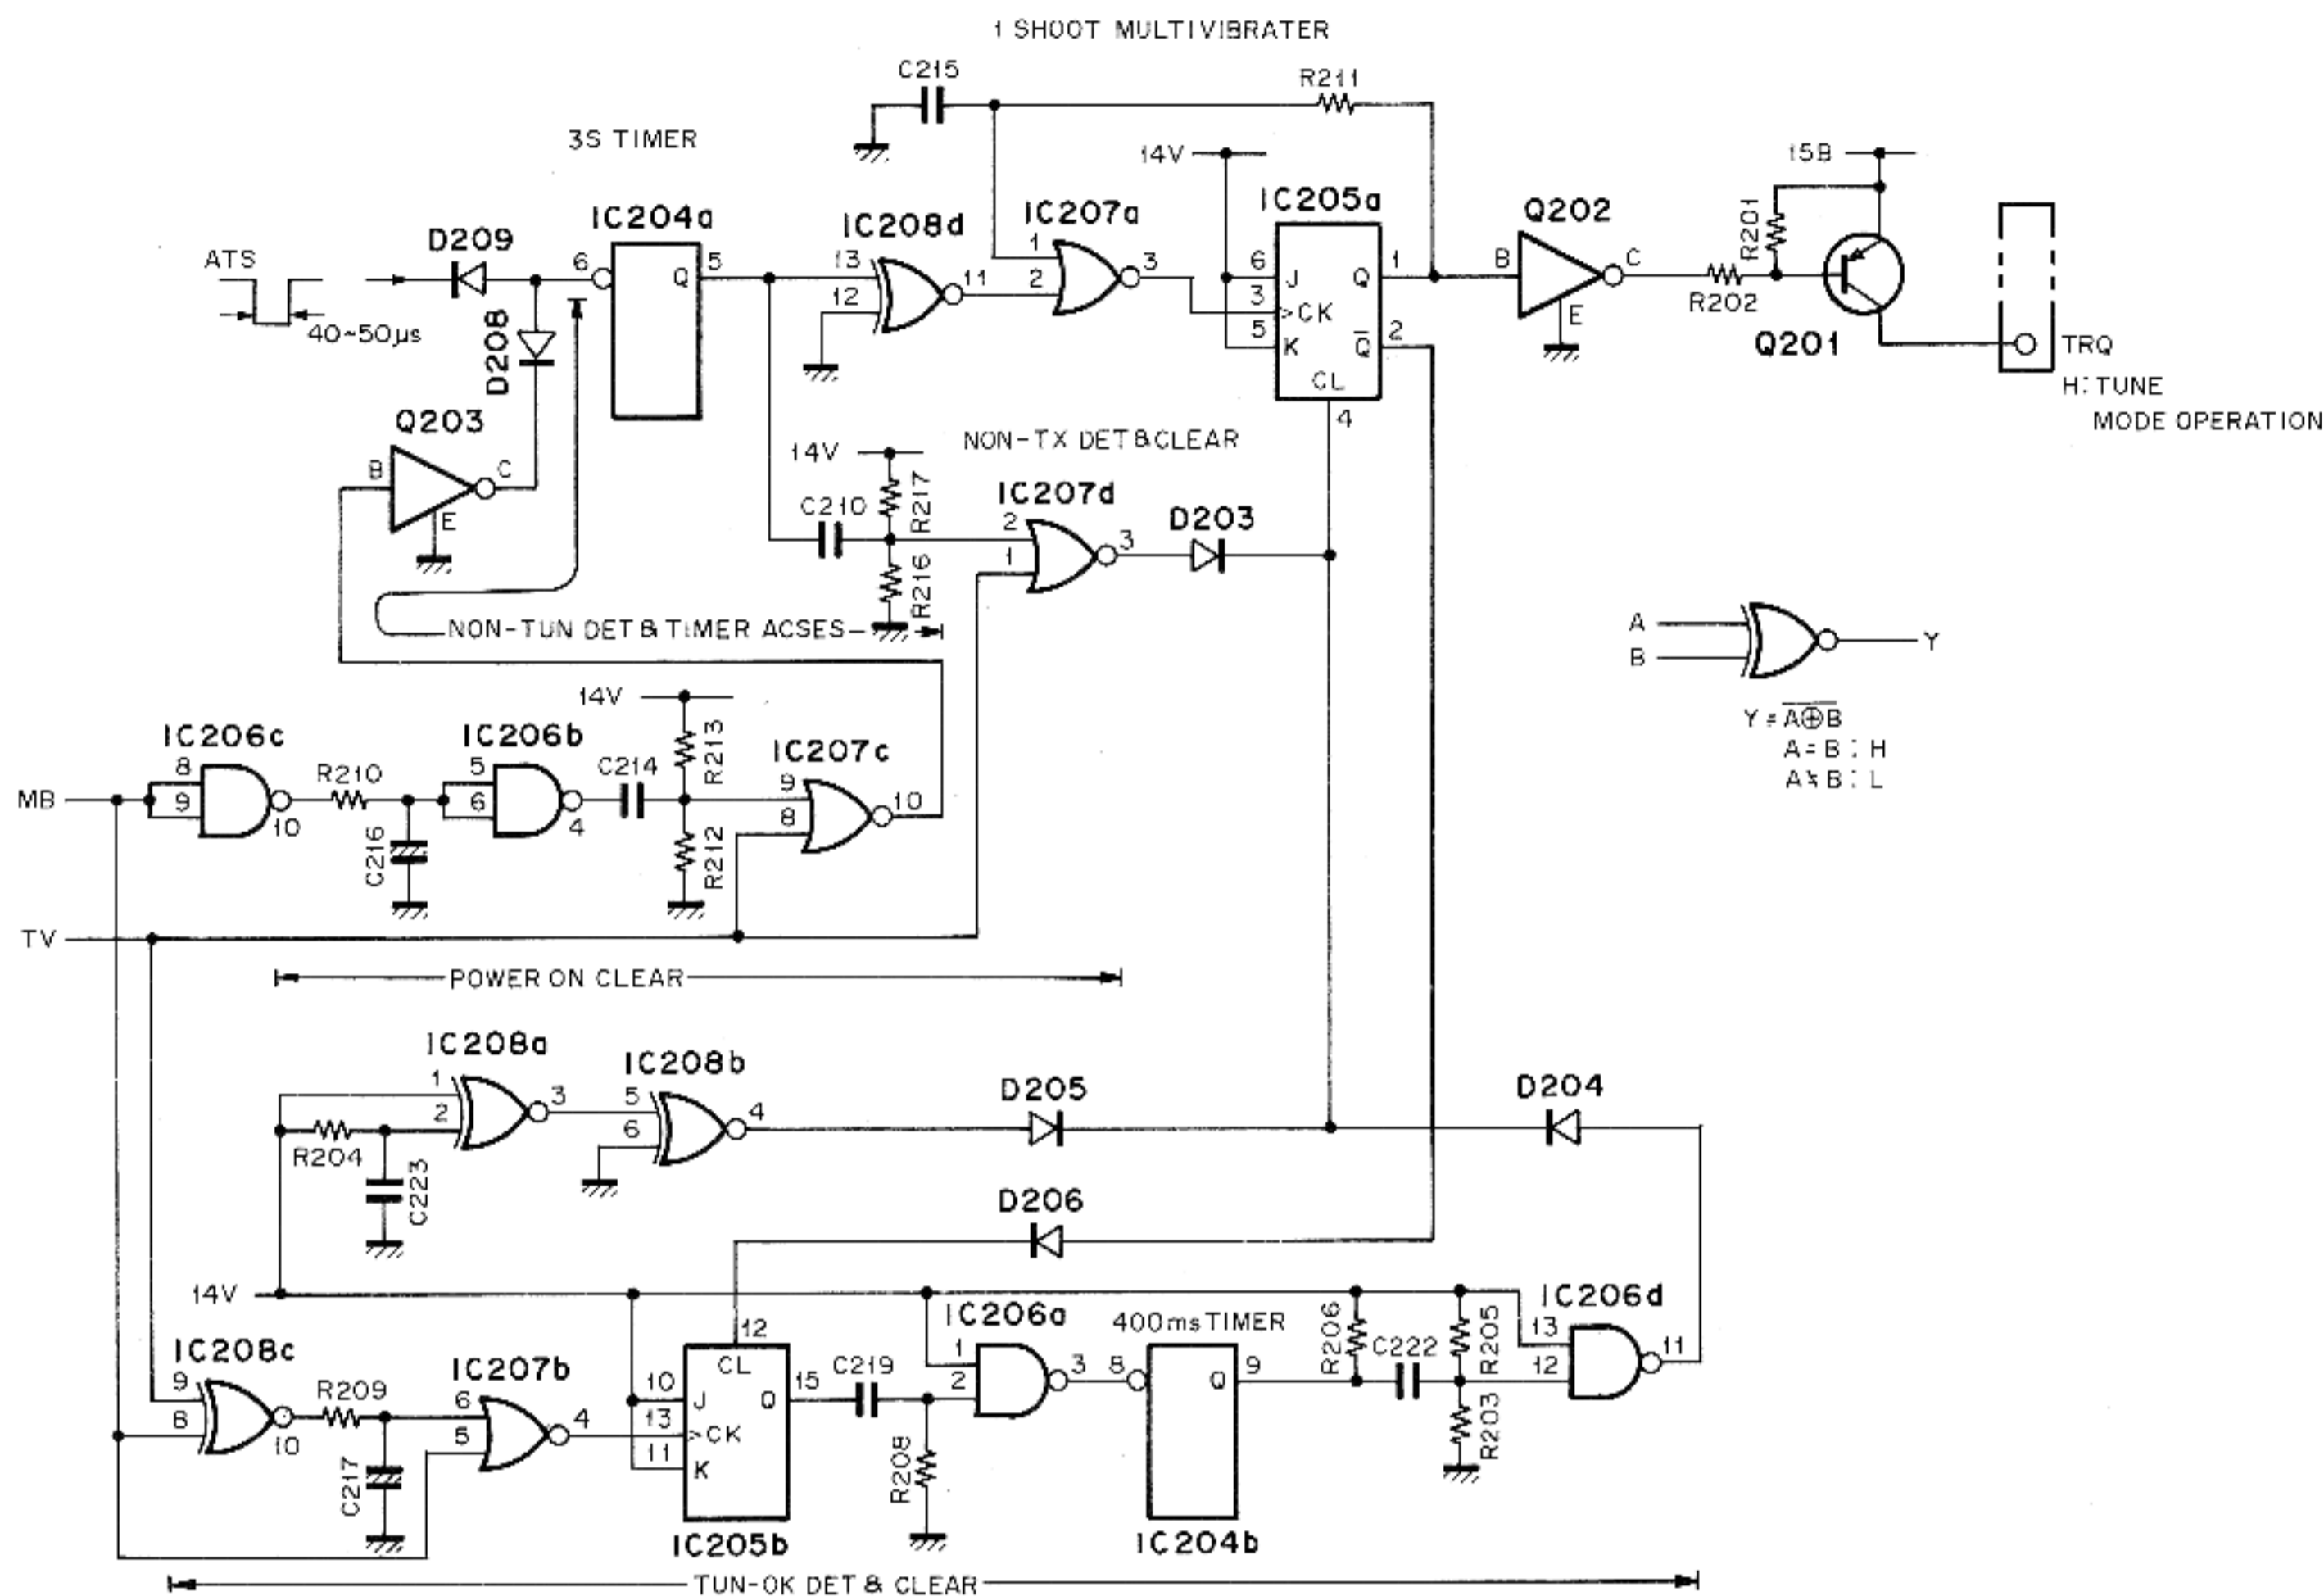 1 SHOOT MULTIVIBRATER
C215
R211
3S TIMER
14V
15B
IC204a
IC208d
IC207a
IC205a
Q202
R201
D209
ATS
6
Q
5
13
12
11
1
2
3
6
J
3
CK
5
K
Q
1
Q̅
2
CL
4
B
C
E
R202
Q201
TRQ
H: TUNE
MODE OPERATION
40~50µs
D208
Q203
B
C
E
14V
NON-TX DET & CLEAR
C210
R217
R216
IC207d
2
1
3
D203
NON-TUN DET & TIMER ACSES
A
B
Y
Y = A⊕B
A = B : H
A ≒ B : L
14V
IC206c
IC206b
IC207c
MB
8
9
10
R210
C216
5
6
4
C214
R213
R212
9
8
10
TV
POWER ON CLEAR
IC208a
IC208b
1
2
3
R204
C223
5
6
4
D205
D204
D206
14V
IC208c
9
8
10
R209
C217
IC207b
6
5
4
12
CL
10
J
13
CK
11
K
Q
15
IC205b
C219
R208
IC206a
1
2
3
400ms TIMER
8
Q
9
IC204b
R206
C222
R205
R203
IC206d
13
12
11
TUN-OK DET & CLEAR